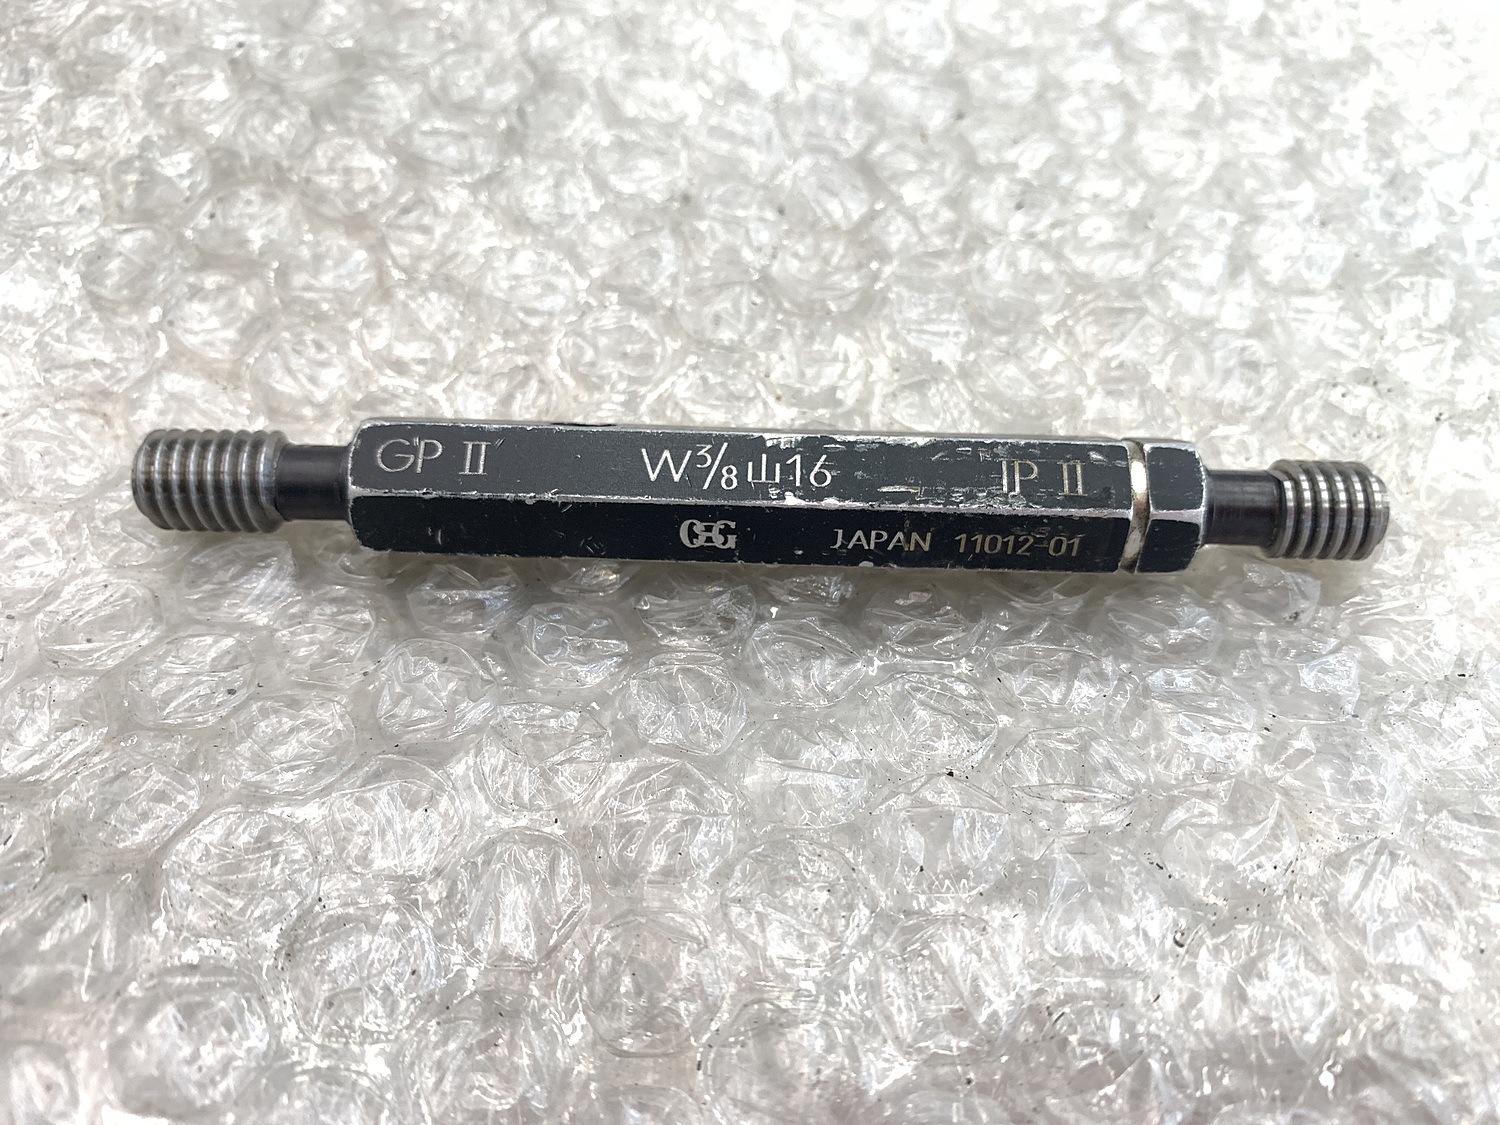 GP II W3/8山16 IP II
OSG JAPAN 11012-01